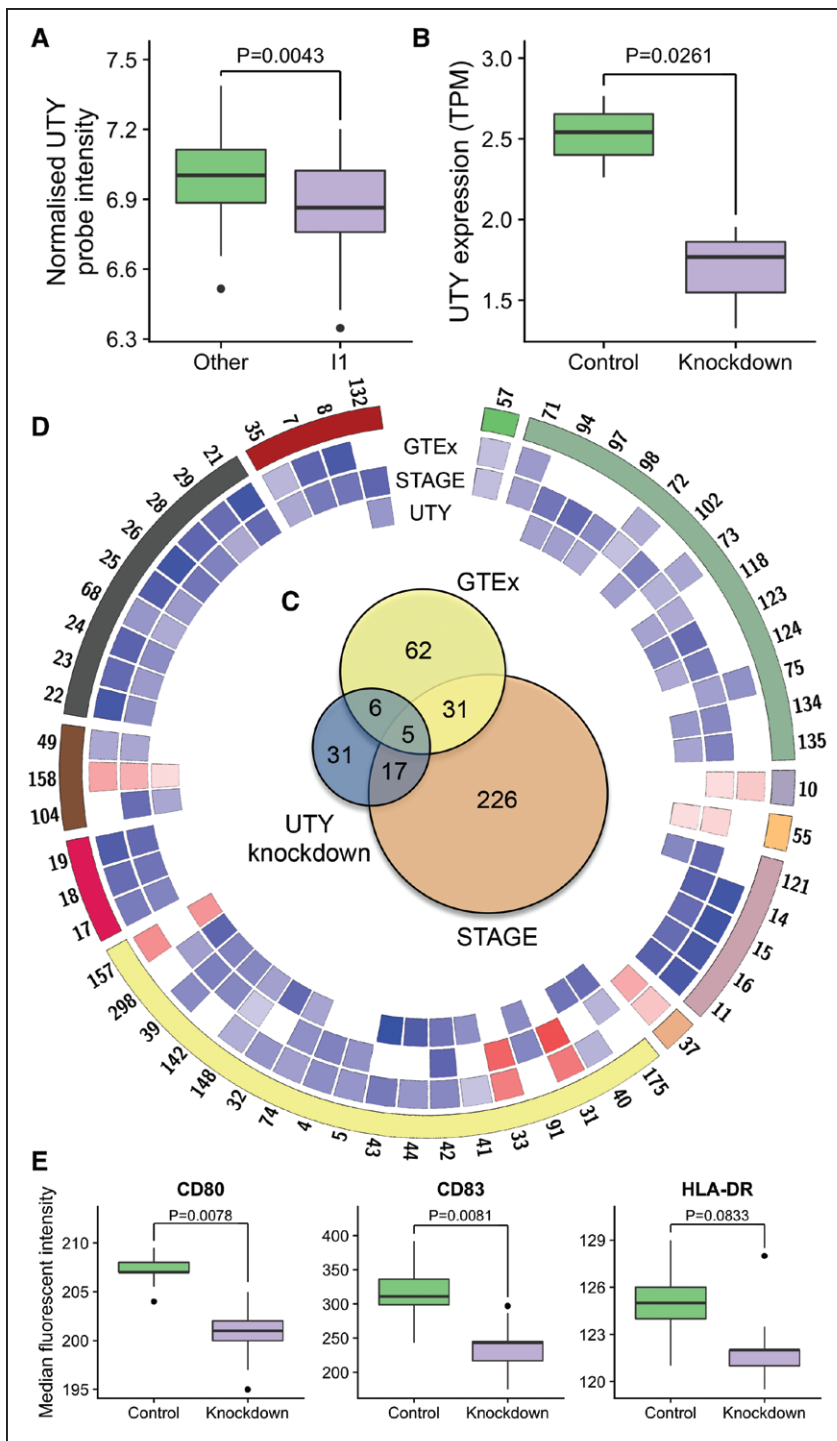 A
P=0.0043
7.5
7.2
6.9
6.6
6.3
Normalised UTY
probe intensity
Other
I1
B
P=0.0261
3.0
2.5
2.0
1.5
UTY expression (TPM)
Control
Knockdown
D
GTEx
STAGE
UTY
57
71
94
97
98
72
102
73
118
123
124
75
134
135
10
55
121
14
15
16
11
37
175
40
31
91
33
41
42
44
43
5
4
74
32
148
142
39
298
157
17
18
19
104
158
49
22
23
24
68
25
26
28
29
21
35
7
8
132
C
GTEx
62
6
31
5
31
17
226
UTY
knockdown
STAGE
E
Median fluorescent intensity
CD80
P=0.0078
210
205
200
195
Control
Knockdown
CD83
P=0.0081
400
350
300
250
200
Control
Knockdown
HLA-DR
P=0.0833
129
126
123
120
Control
Knockdown